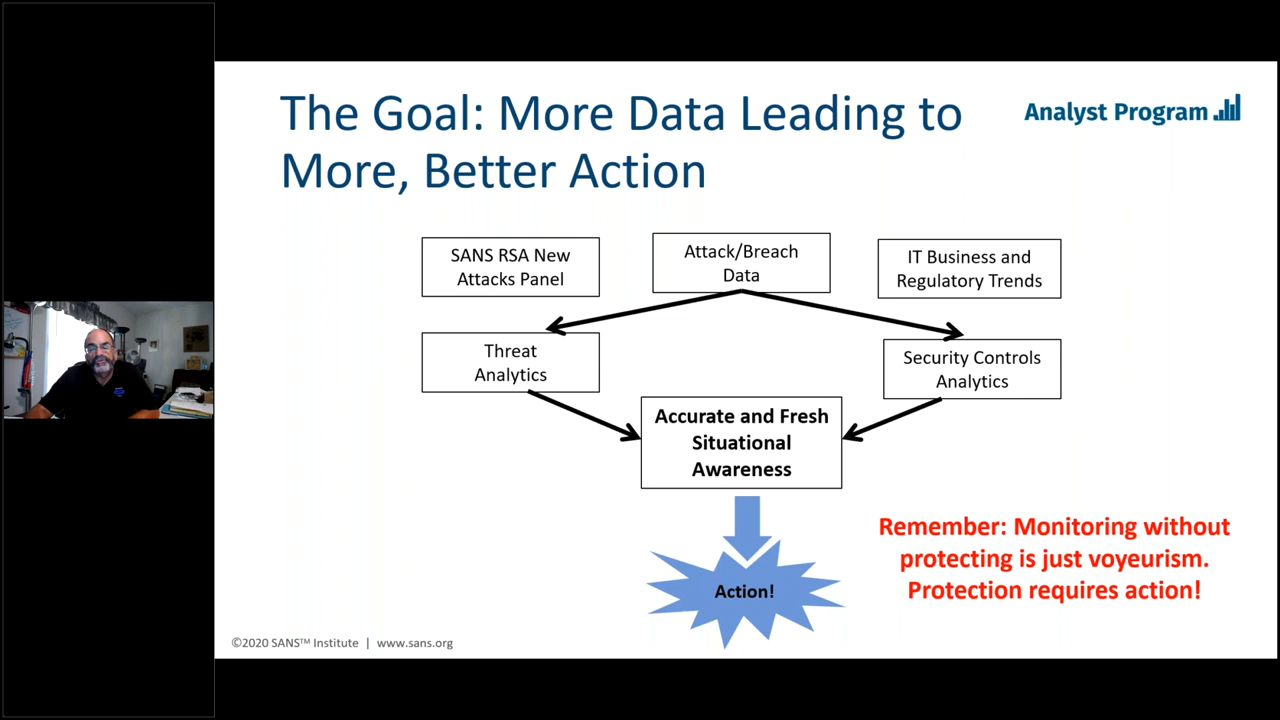 The Goal: More Data Leading to
More, Better Action
Analyst Program
SANS RSA New
Attacks Panel
Attack/Breach
Data
IT Business and
Regulatory Trends
Threat
Analytics
Security Controls
Analytics
Accurate and Fresh
Situational
Awareness
Action!
Remember: Monitoring without
protecting is just voyeurism.
Protection requires action!
©2020 SANS™ Institute | www.sans.org